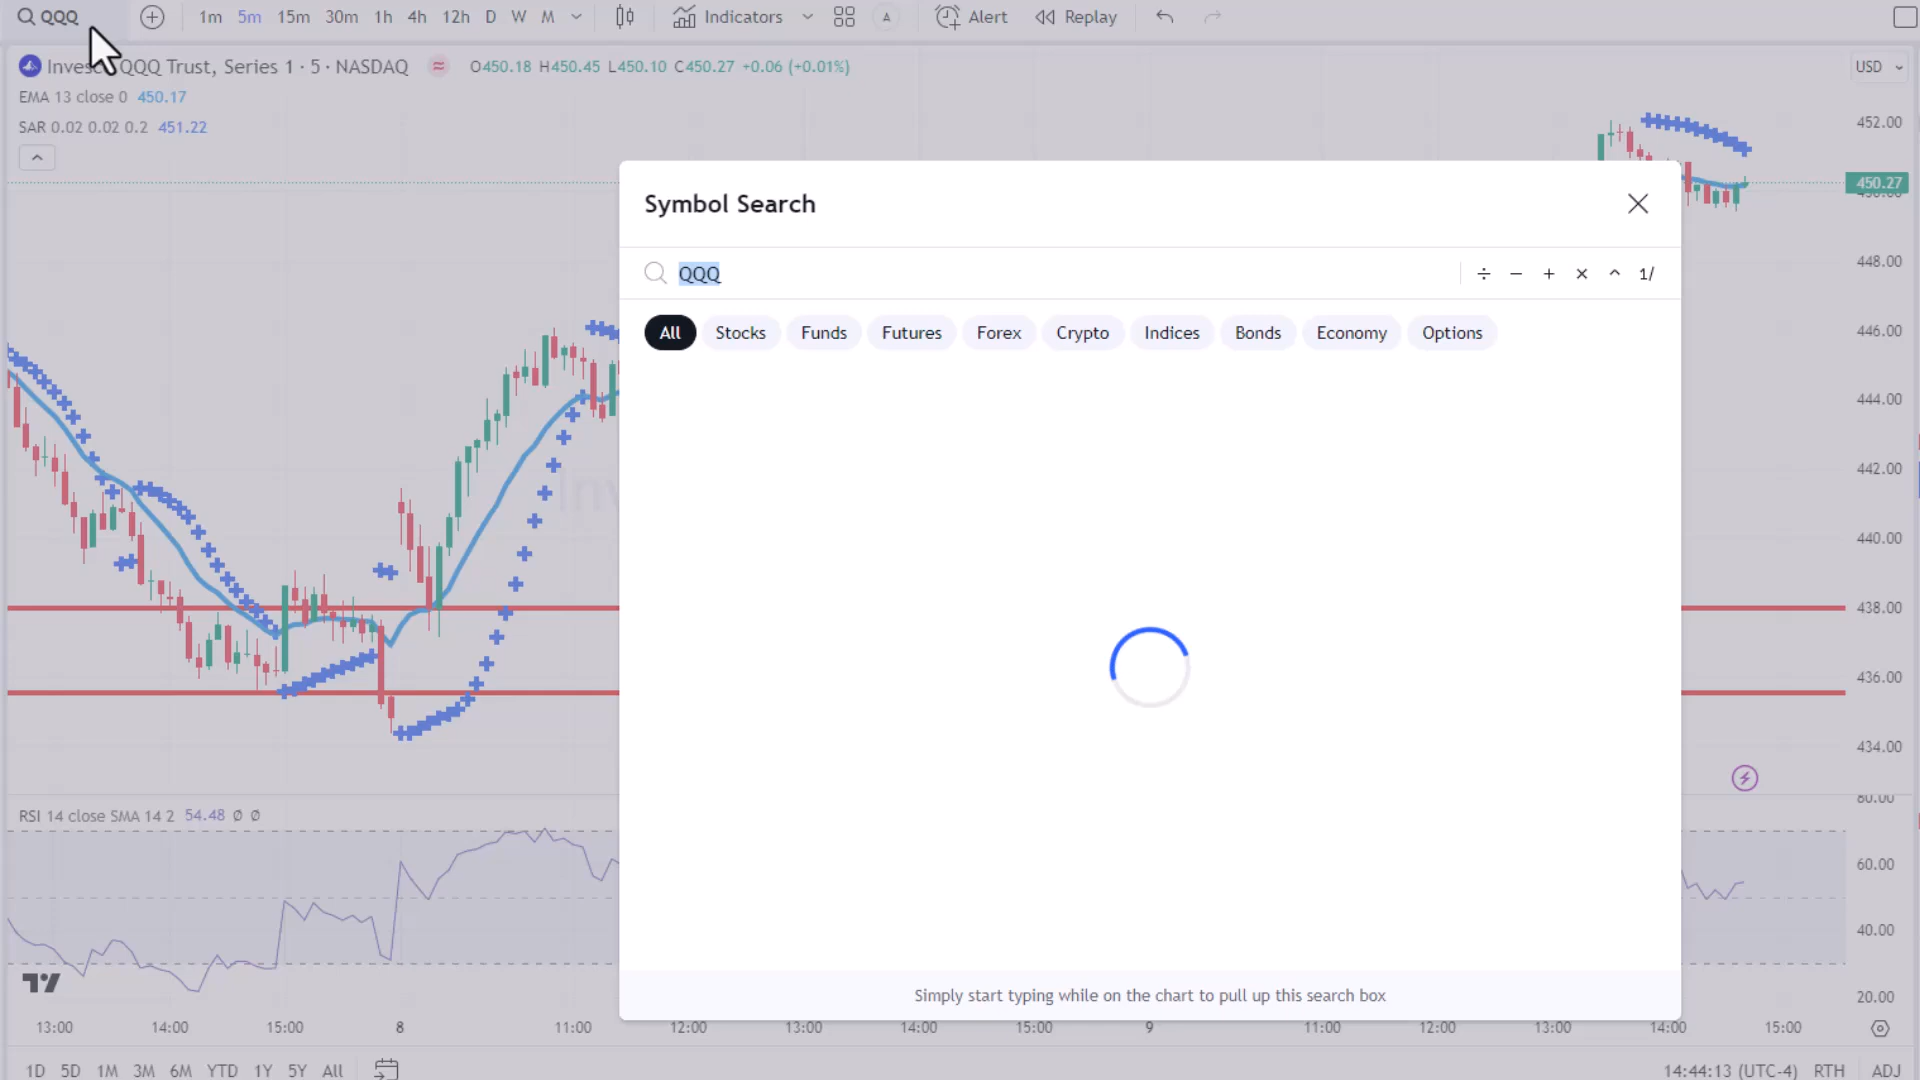 QQQ 1m 5m 15m 30m 1h 4h 12h D W M Indicators A Alert Replay
QQQ Trust, Series 1 · 5 · NASDAQ O450.18 H450.45 L450.10 C450.27 +0.06 (+0.01%) USD
EMA 13 close 0 450.17
SAR 0.02 0.02 0.2 451.22
452.00
450.27
448.00
446.00
444.00
442.00
440.00
438.00
436.00
434.00
Symbol Search
QQQ ÷ − + × ^ 1/
All Stocks Funds Futures Forex Crypto Indices Bonds Economy Options
Simply start typing while on the chart to pull up this search box
RSI 14 close SMA 14 2 54.48 Ø Ø
80.00
60.00
40.00
20.00
13:00 14:00 15:00 8 11:00 12:00 13:00 14:00 15:00 9 11:00 12:00 13:00 14:00 15:00
1D 5D 1M 3M 6M YTD 1Y 5Y All 14:44:13 (UTC-4) RTH ADJ